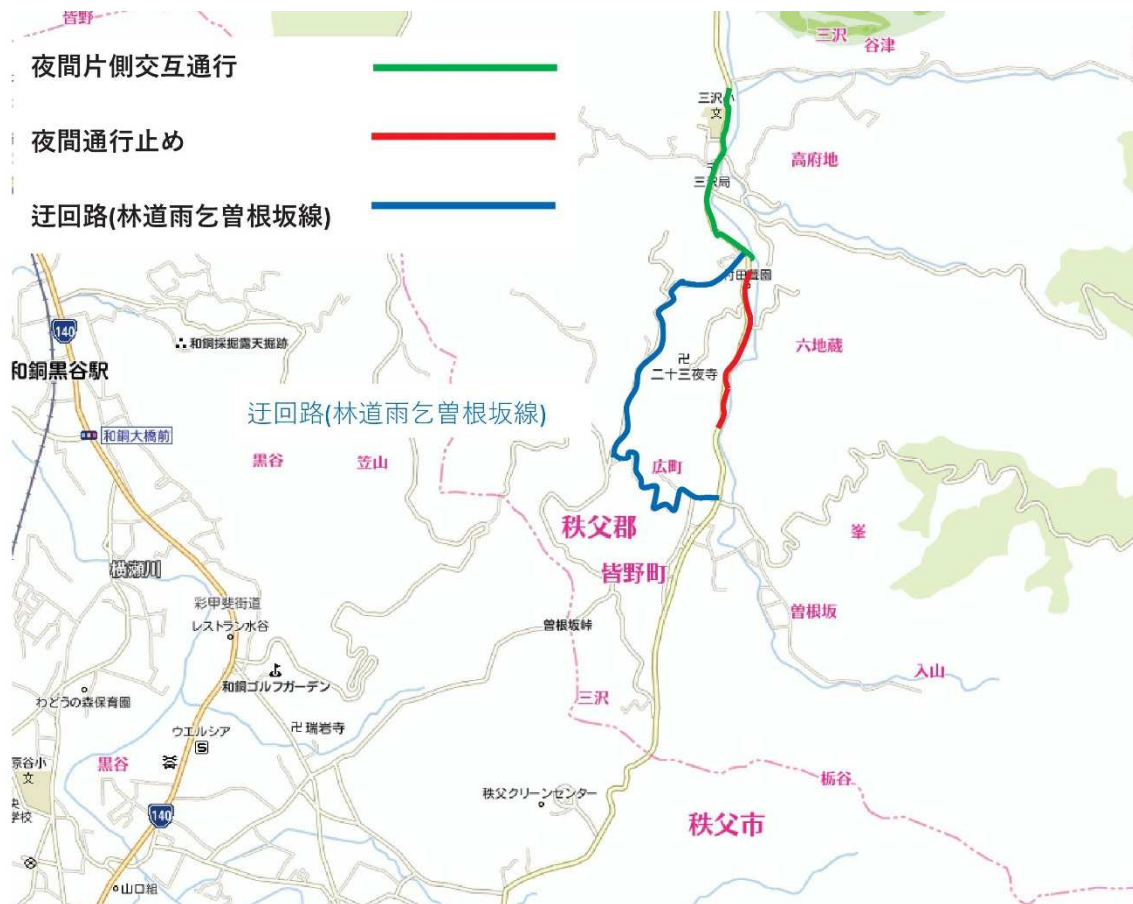 皆野
三沢
谷津
夜間片側交互通行
三沢小
文
夜間通行止め
高府地
三沢局
迂回路(林道雨乞曽根坂線)
村田農園
140
和銅採掘露天掘跡
六地蔵
和銅黒谷駅
卍
二十三夜寺
迂回路(林道雨乞曽根坂線)
和銅大橋前
黒谷
笠山
広町
秩父郡
峯
皆野町
横瀬川
彩甲斐街道
曽根坂
レストラン水谷
曽根坂峠
入山
和銅ゴルフガーデン
わどうの森保育園
三沢
卍瑞岩寺
ウエルシア
S
原谷小
文
黒谷
栃谷
秩父クリーンセンター
学校
140
秩父市
山口組